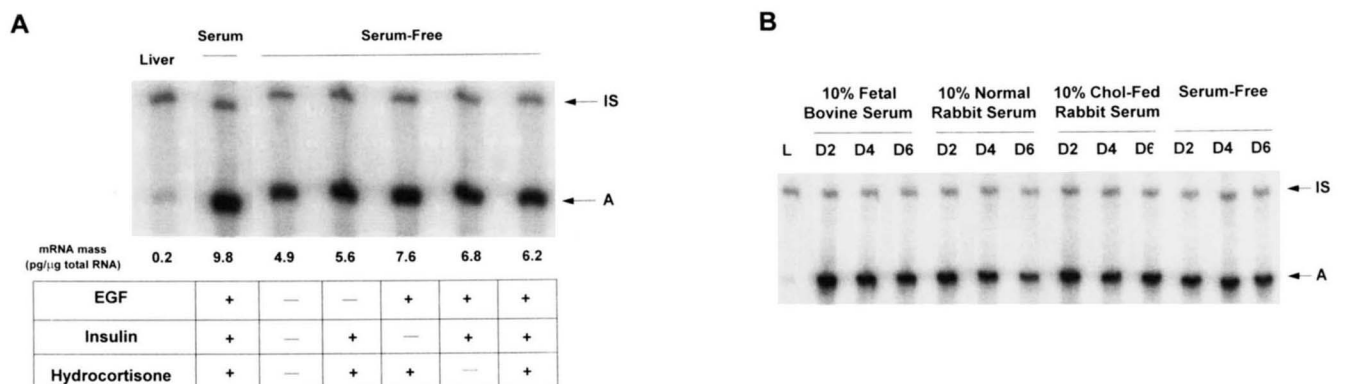 A
Serum
Serum-Free
Liver
IS
A
mRNA mass
(pg/µg total RNA)
0.2 9.8 4.9 5.6 7.6 6.8 6.2
EGF + — — + + +
Insulin + — + — + +
Hydrocortisone + — + + — +
B
10% Fetal
Bovine Serum
10% Normal
Rabbit Serum
10% Chol-Fed
Rabbit Serum
Serum-Free
L D2 D4 D6 D2 D4 D6 D2 D4 D6 D2 D4 D6
IS
A